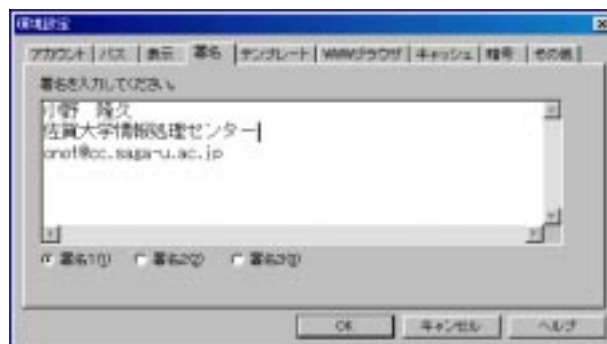 環境設定
アカウント パス 表示 署名 テンプレート WWWブラウザ キャッシュ 暗号 その他
署名を入力してください。
小野 隆久
佐賀大学情報処理センター
onot@cc.saga-u.ac.jp
署名1(1) 署名2(2) 署名3(3)
OK キャンセル ヘルプ